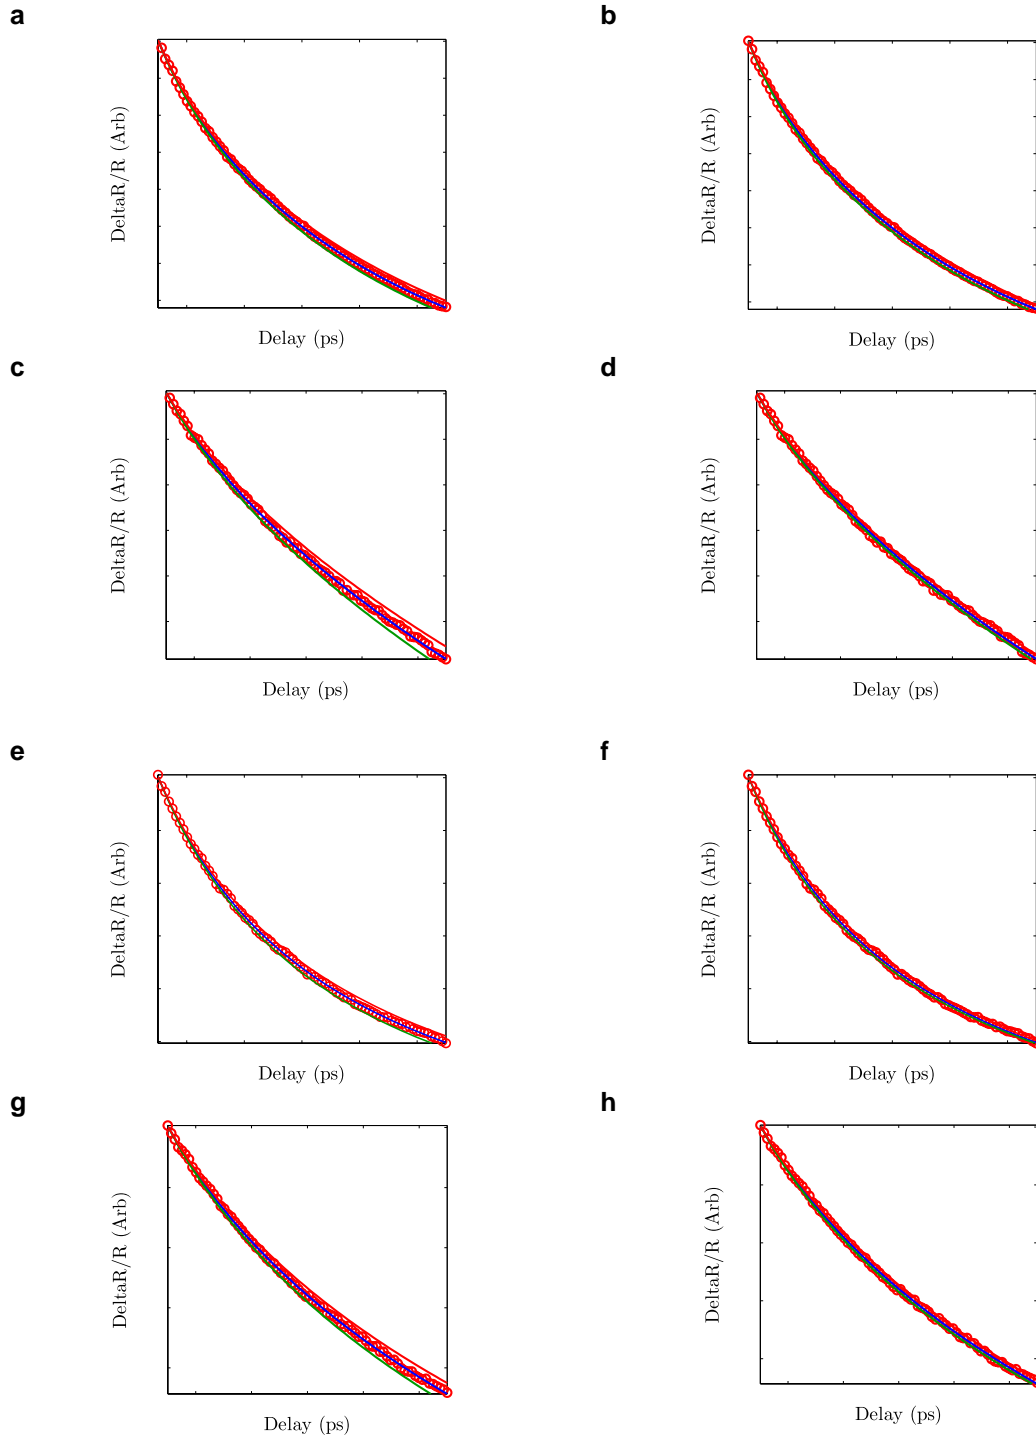 a
b
DeltaR/R (Arb)
DeltaR/R (Arb)
Delay (ps)
Delay (ps)
c
d
DeltaR/R (Arb)
DeltaR/R (Arb)
Delay (ps)
Delay (ps)
e
f
DeltaR/R (Arb)
DeltaR/R (Arb)
Delay (ps)
Delay (ps)
g
h
DeltaR/R (Arb)
DeltaR/R (Arb)
Delay (ps)
Delay (ps)